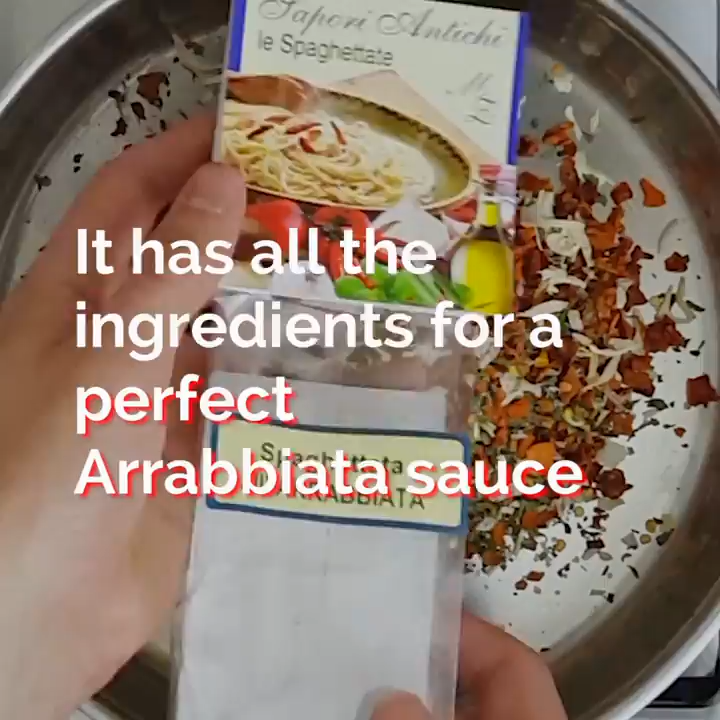 Sapori Antichi
le Spaghettate
It has all the
ingredients for a
perfect
Arrabbiata sauce
Spaghettata
ARRABBIATA